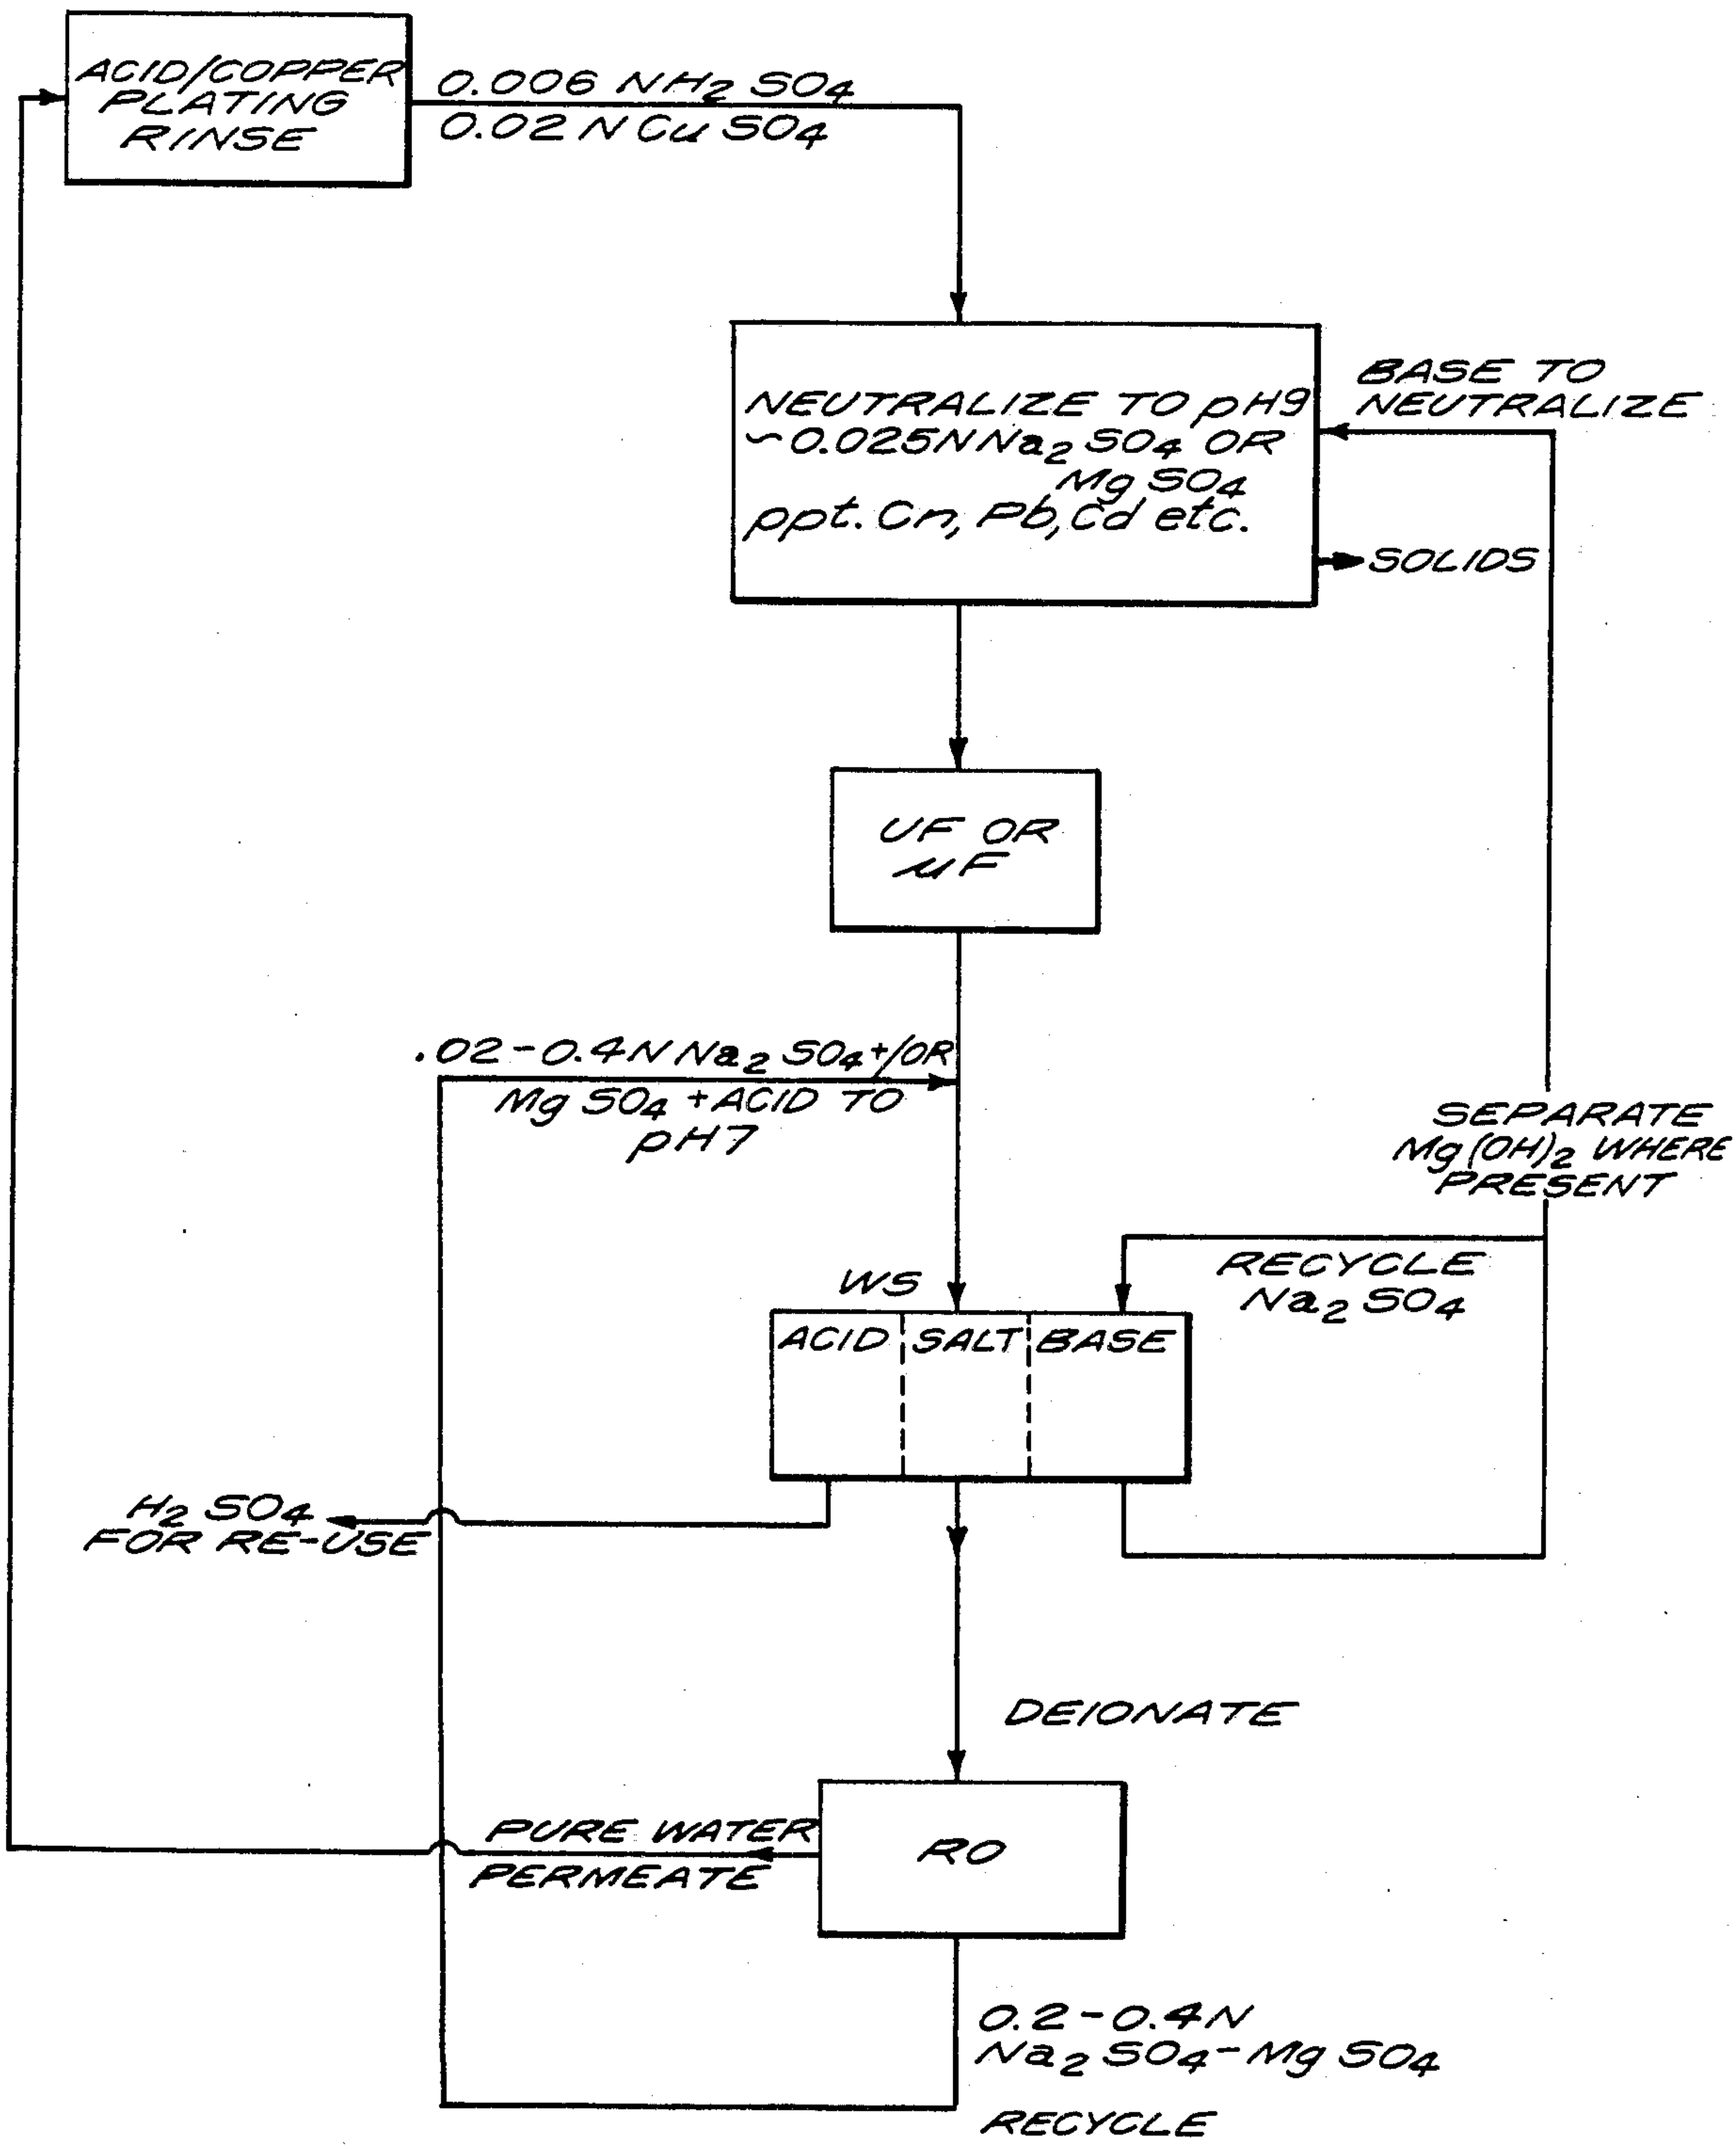 ACID/COPPER
PLATING
RINSE
0.006 NH2 SO4
0.02 N Cu SO4
NEUTRALIZE TO pH9
~0.025N Na2 SO4 OR
Mg SO4
ppt. Cr, Pb, Cd etc.
BASE TO
NEUTRALIZE
SOLIDS
UF OR
µF
.02-0.4N Na2 SO4+/OR
Mg SO4 +ACID TO
pH7
SEPARATE
Mg(OH)2 WHERE
PRESENT
RECYCLE
Na2 SO4
WS
ACID SALT BASE
H2 SO4
FOR RE-USE
DEIONATE
PURE WATER
PERMEATE
RO
0.2-0.4N
Na2 SO4-Mg SO4
RECYCLE